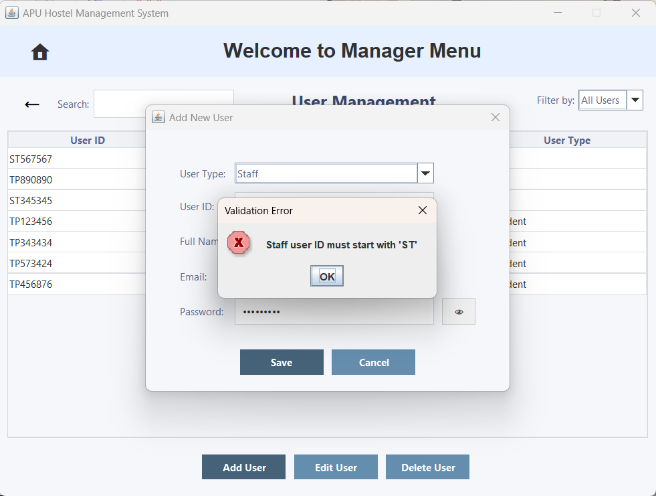 APU Hostel Management System
Welcome to Manager Menu
Search:
User Management
Filter by: All Users
User ID
User Type
ST567567
TP890890
ST345345
TP123456
TP343434
TP573424
TP456876
dent
dent
dent
dent
Add New User
User Type: Staff
User ID:
Full Nam
Email:
Password: •••••••••
Validation Error
Staff user ID must start with 'ST'
OK
Save
Cancel
Add User
Edit User
Delete User